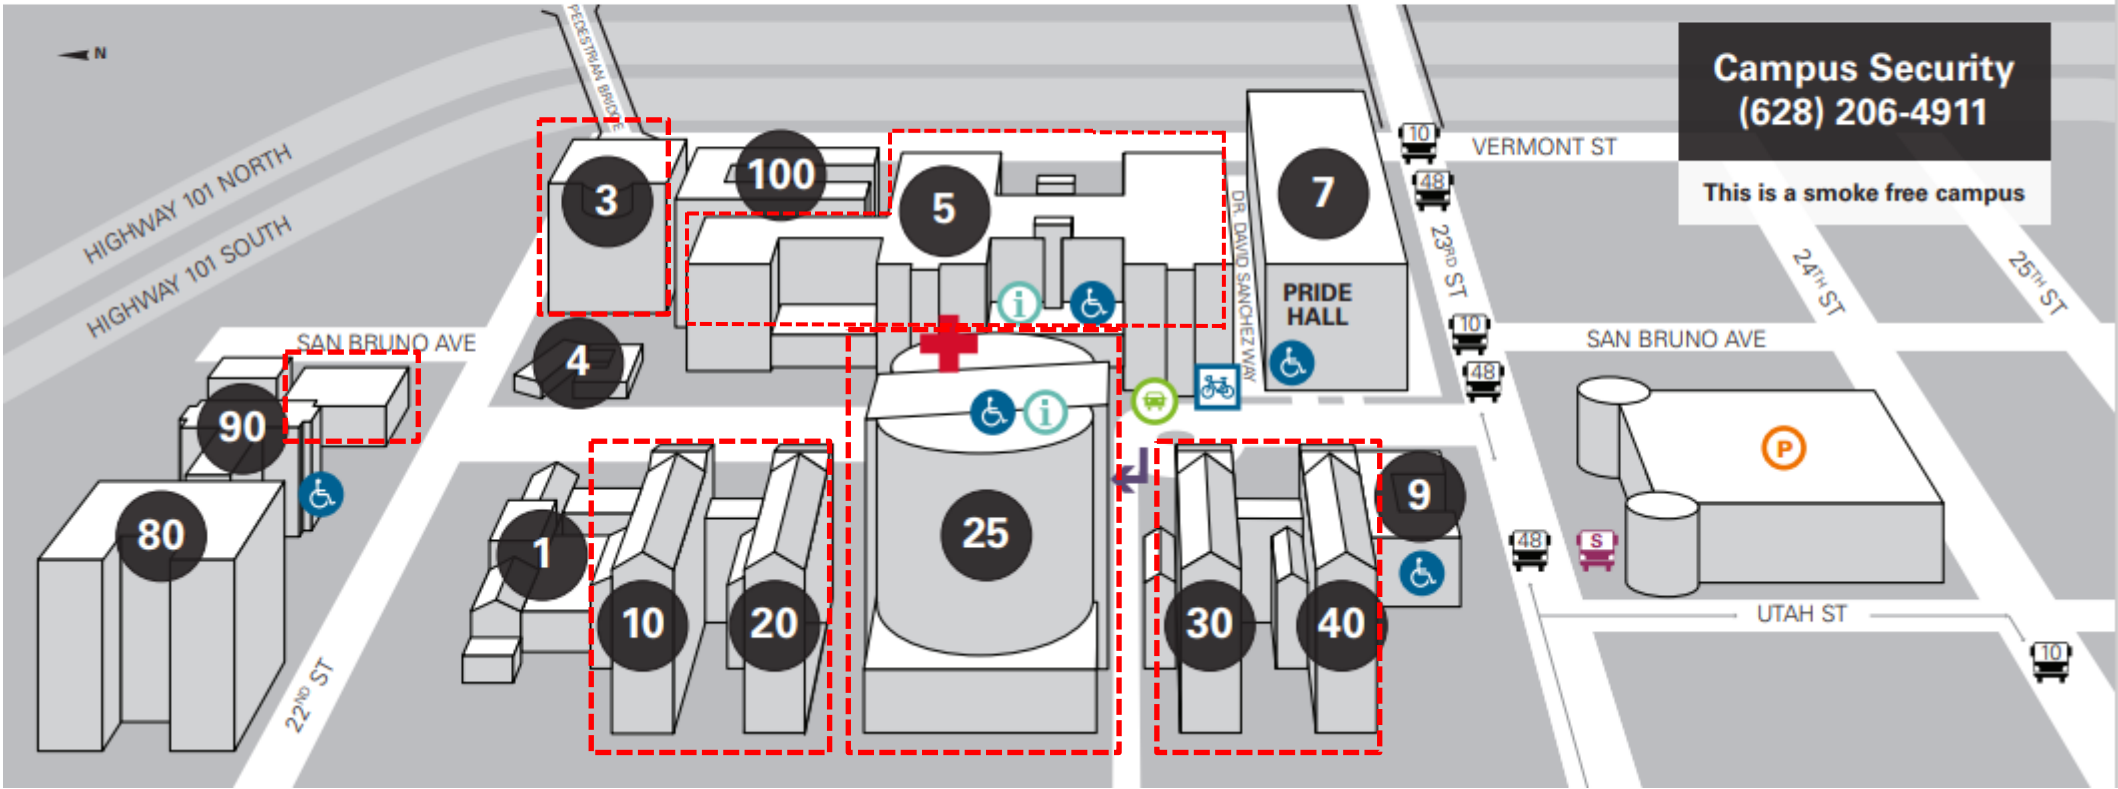 N
PEDESTRIAN BRIDGE
Campus Security
(628) 206-4911
This is a smoke free campus
HIGHWAY 101 NORTH
HIGHWAY 101 SOUTH
VERMONT ST
10
48
3
100
5
7
DR. DAVID SANCHEZ WAY
23RD ST
24TH ST
25TH ST
PRIDE
HALL
i
SAN BRUNO AVE
4
10
48
SAN BRUNO AVE
90
i
80
1
25
9
P
48
S
10
20
30
40
UTAH ST
10
22ND ST